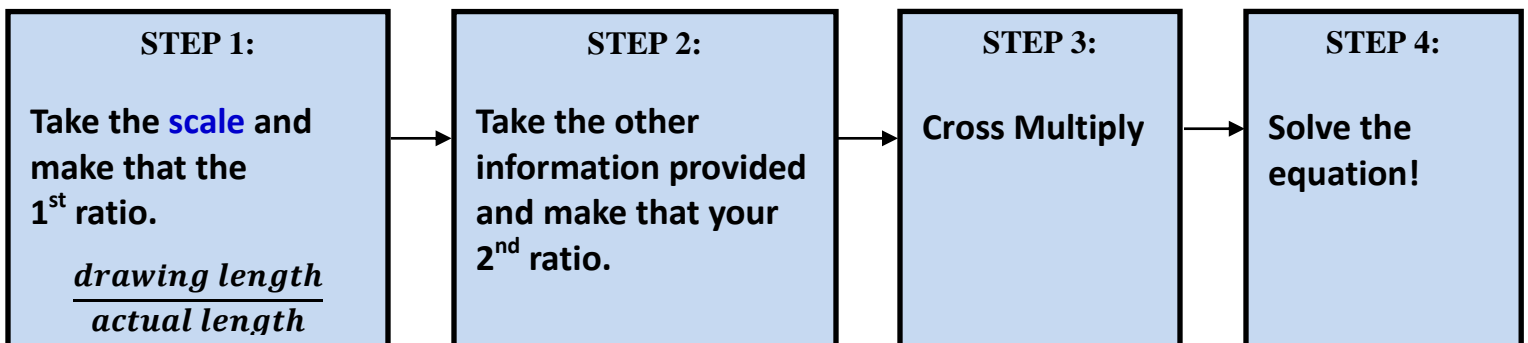 STEP 1:
Take the scale and
make that the
1st ratio.
drawing length
actual length
STEP 2:
Take the other
information provided
and make that your
2nd ratio.
STEP 3:
Cross Multiply
STEP 4:
Solve the
equation!